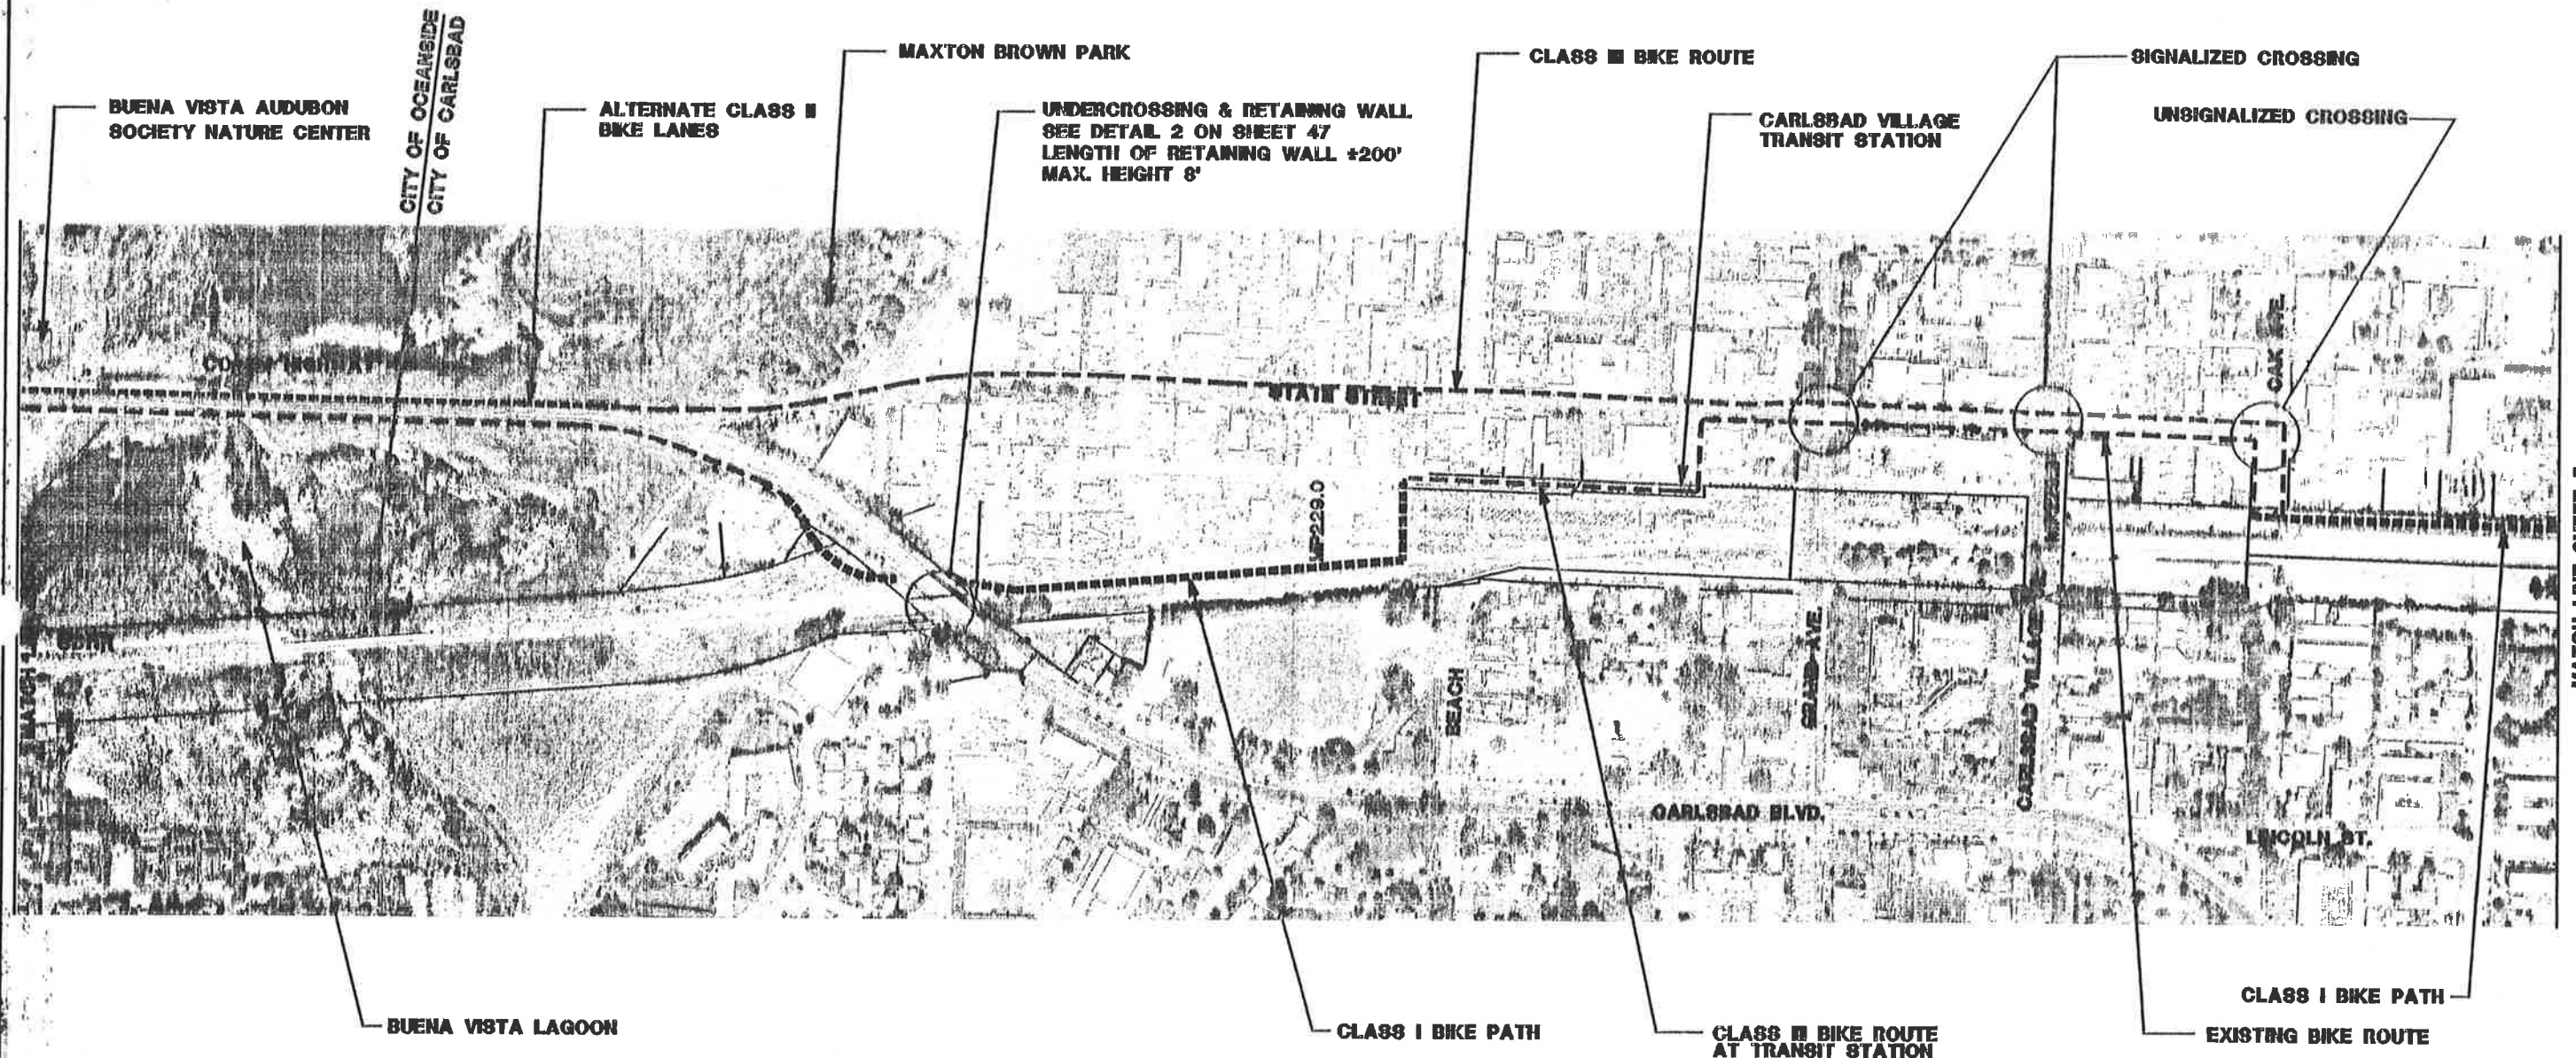 CITY OF OCEANSIDE
CITY OF CARLSBAD
BUENA VISTA AUDUBON
SOCIETY NATURE CENTER
ALTERNATE CLASS II
BIKE LANES
MAXTON BROWN PARK
UNDERCROSSING & RETAINING WALL
SEE DETAIL 2 ON SHEET 47
LENGTH OF RETAINING WALL ±200'
MAX. HEIGHT 8'
CLASS III BIKE ROUTE
CARLSBAD VILLAGE
TRANSIT STATION
SIGNALIZED CROSSING
UNSIGNALIZED CROSSING
HIGHWAY
STATE STREET
OAK AVE.
MP229.0
BEACH
GRAND AVE.
CARLSBAD VILLAGE
CARLSBAD BLVD.
LINCOLN ST.
MATCH
BUENA VISTA LAGOON
CLASS I BIKE PATH
CLASS III BIKE ROUTE
AT TRANSIT STATION
CLASS I BIKE PATH
EXISTING BIKE ROUTE